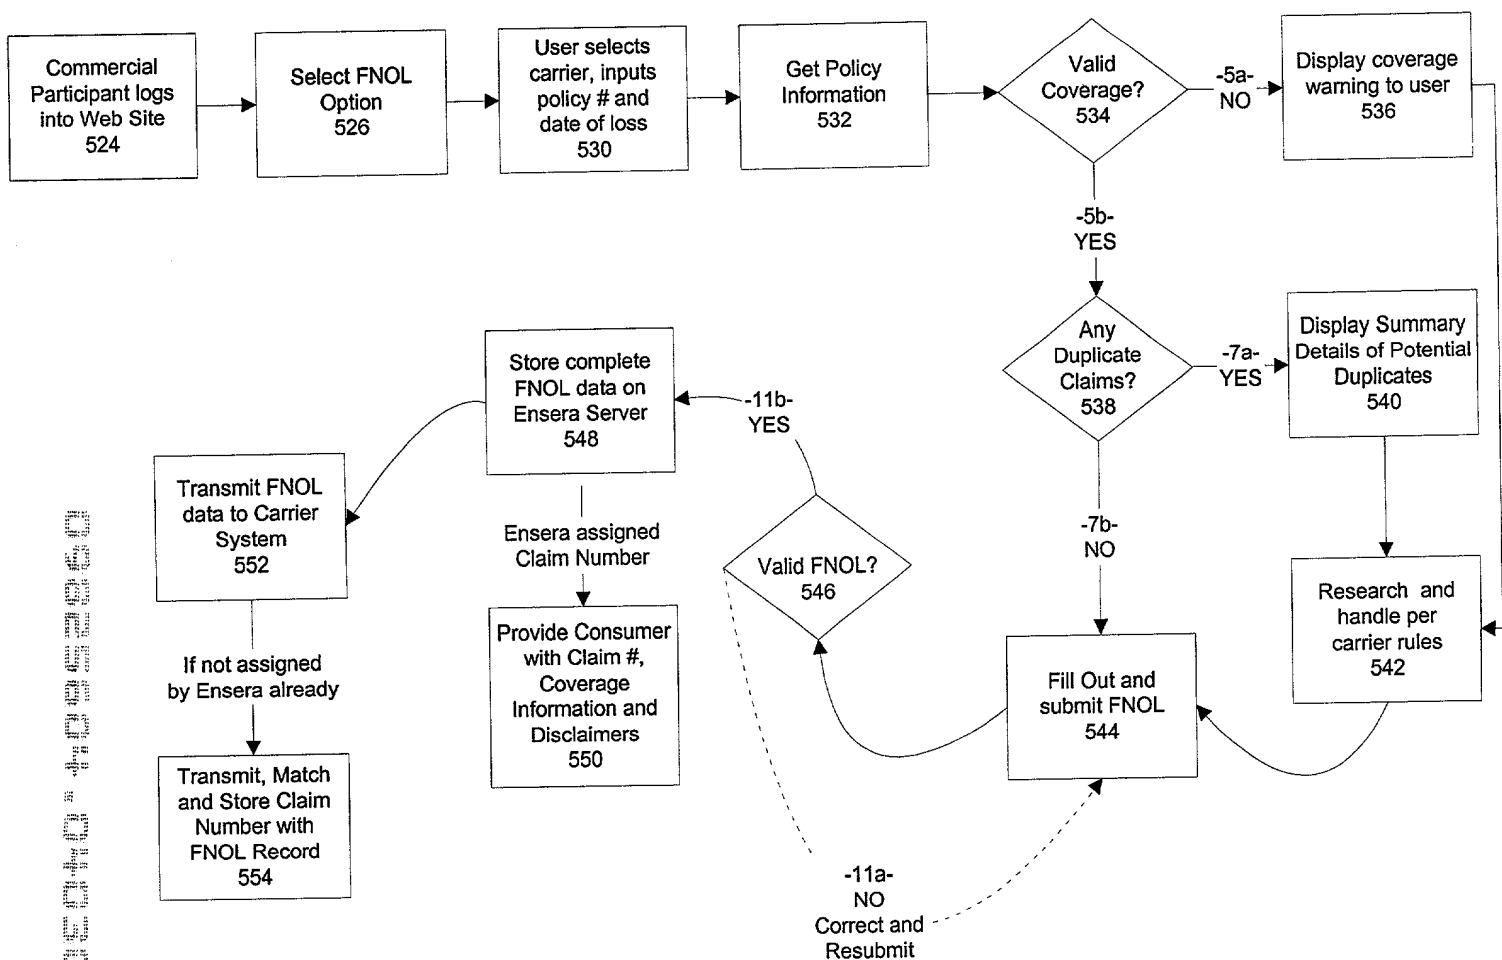 Commercial
Participant logs
into Web Site
524
Select FNOL
Option
526
User selects
carrier, inputs
policy # and
date of loss
530
Get Policy
Information
532
Valid
Coverage?
534
-5a-
NO
Display coverage
warning to user
536
-5b-
YES
Any
Duplicate
Claims?
538
-7a-
YES
Display Summary
Details of Potential
Duplicates
540
-7b-
NO
Research and
handle per
carrier rules
542
Fill Out and
submit FNOL
544
Valid FNOL?
546
-11a-
NO
Correct and
Resubmit
-11b-
YES
Store complete
FNOL data on
Ensera Server
548
Ensera assigned
Claim Number
Provide Consumer
with Claim #,
Coverage
Information and
Disclaimers
550
Transmit FNOL
data to Carrier
System
552
If not assigned
by Ensera already
Transmit, Match
and Store Claim
Number with
FNOL Record
554